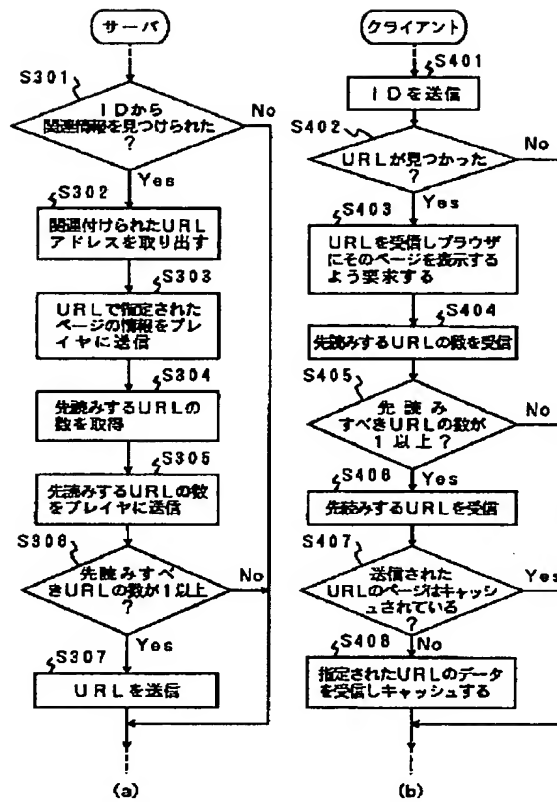 サーバ
S301
IDから
関連情報を見つけられた
?
No
Yes
S302
関連付けられたURL
アドレスを取り出す
S303
URLで指定された
ページの情報をプレイ
ヤに送信
S304
先読みするURLの
数を取得
S305
先読みするURLの数
をプレイヤに送信
S306
先読みすべ
きURLの数が1以上
?
No
Yes
S307
URLを送信
(a)
クライアント
S401
IDを送信
S402
URLが見つかった
?
No
Yes
S403
URLを受信しブラウザ
にそのページを表示する
よう要求する
S404
先読みするURLの数を受信
S405
先読み
すべきURLの数が
1以上?
No
Yes
S406
先読みするURLを受信
S407
送信された
URLのページはキャッシ
ュされている
?
Yes
No
S408
指定されたURLのデータ
を受信しキャッシュする
(b)